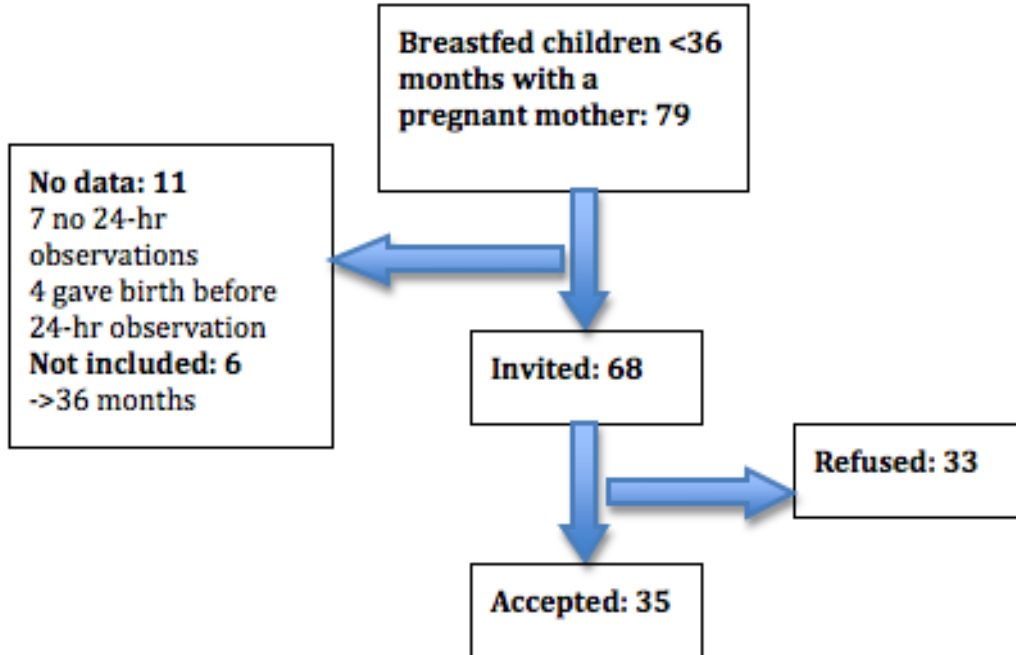 Breastfed children <36
months with a
pregnant mother: 79
No data: 11
7 no 24-hr
observations
4 gave birth before
24-hr observation
Not included: 6
->36 months
Invited: 68
Refused: 33
Accepted: 35